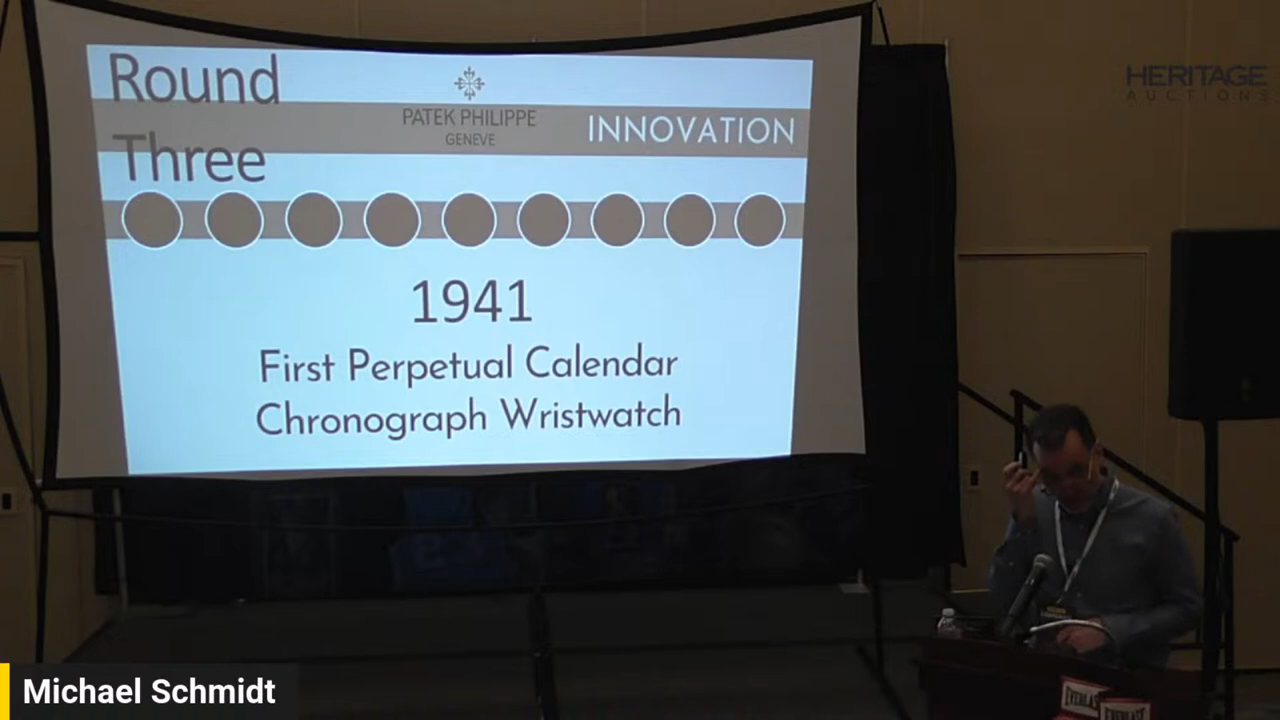 Round
Three
PATEK PHILIPPE
GENEVE
INNOVATION
1941
First Perpetual Calendar
Chronograph Wristwatch
HERITAGE
AUCTIONS
EVERLAST
Michael Schmidt